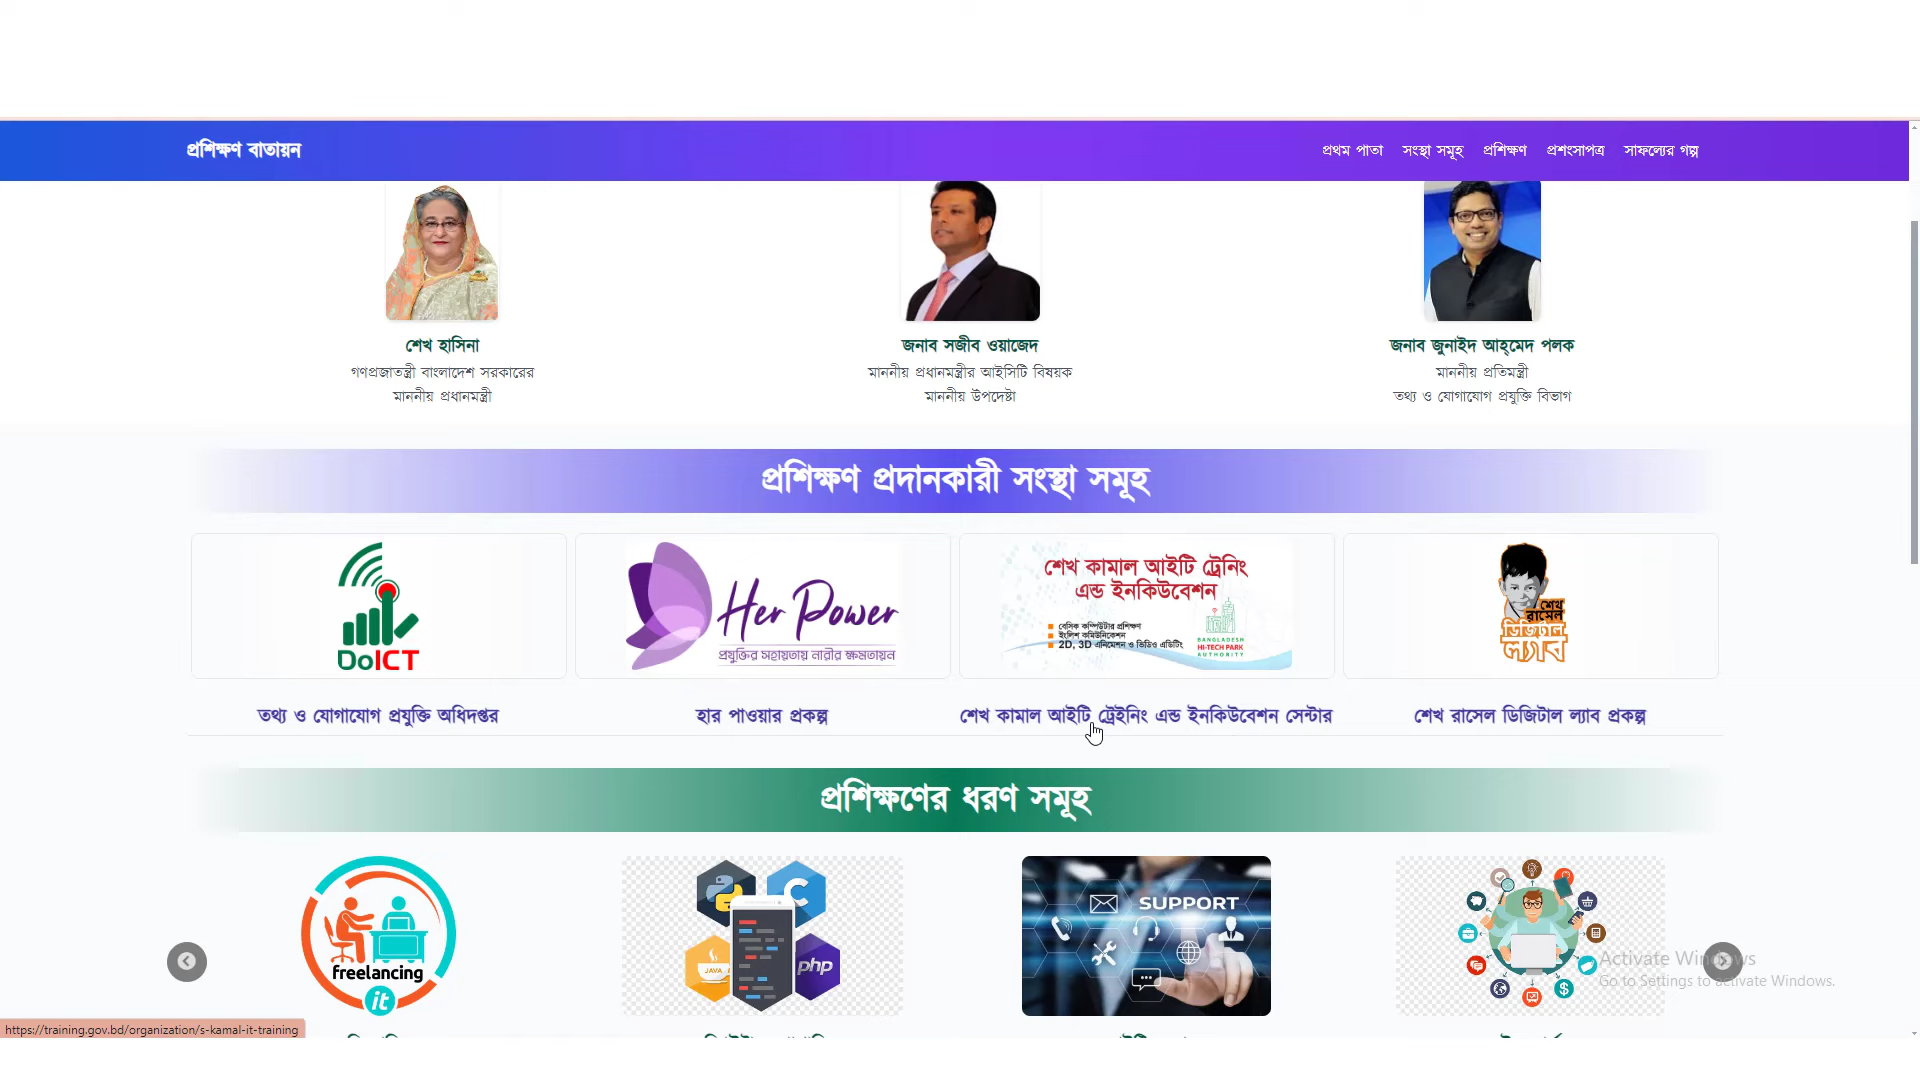 প্রশিক্ষণ বাতায়ন
প্রথম পাতা সংস্থা সমূহ প্রশিক্ষণ প্রশংসাপত্র সাফল্যের গল্প
শেখ হাসিনা
গণপ্রজাতন্ত্রী বাংলাদেশ সরকারের
মাননীয় প্রধানমন্ত্রী
জনাব সজীব ওয়াজেদ
মাননীয় প্রধানমন্ত্রীর আইসিটি বিষয়ক
মাননীয় উপদেষ্টা
জনাব জুনাইদ আহ্‌মেদ পলক
মাননীয় প্রতিমন্ত্রী
তথ্য ও যোগাযোগ প্রযুক্তি বিভাগ
প্রশিক্ষণ প্রদানকারী সংস্থা সমূহ
DoICT
Her Power
প্রযুক্তির সহায়তায় নারীর ক্ষমতায়ন
শেখ কামাল আইটি ট্রেনিং
এন্ড ইনকিউবেশন
বেসিক কম্পিউটার প্রশিক্ষণ
ইংলিশ কমিউনিকেশন
2D, 3D এনিমেশন ও ভিডিও এডিটিং
BANGLADESH
HI-TECH PARK
AUTHORITY
শেখ
রাসেল
ডিজিটাল
ল্যাব
তথ্য ও যোগাযোগ প্রযুক্তি অধিদপ্তর
হার পাওয়ার প্রকল্প
শেখ কামাল আইটি ট্রেইনিং এন্ড ইনকিউবেশন সেন্টার
শেখ রাসেল ডিজিটাল ল্যাব প্রকল্প
প্রশিক্ষণের ধরণ সমূহ
freelancing
it
C
JAVA
php
SUPPORT
Activate Windows
Go to Settings to activate Windows.
https://training.gov.bd/organization/s-kamal-it-training